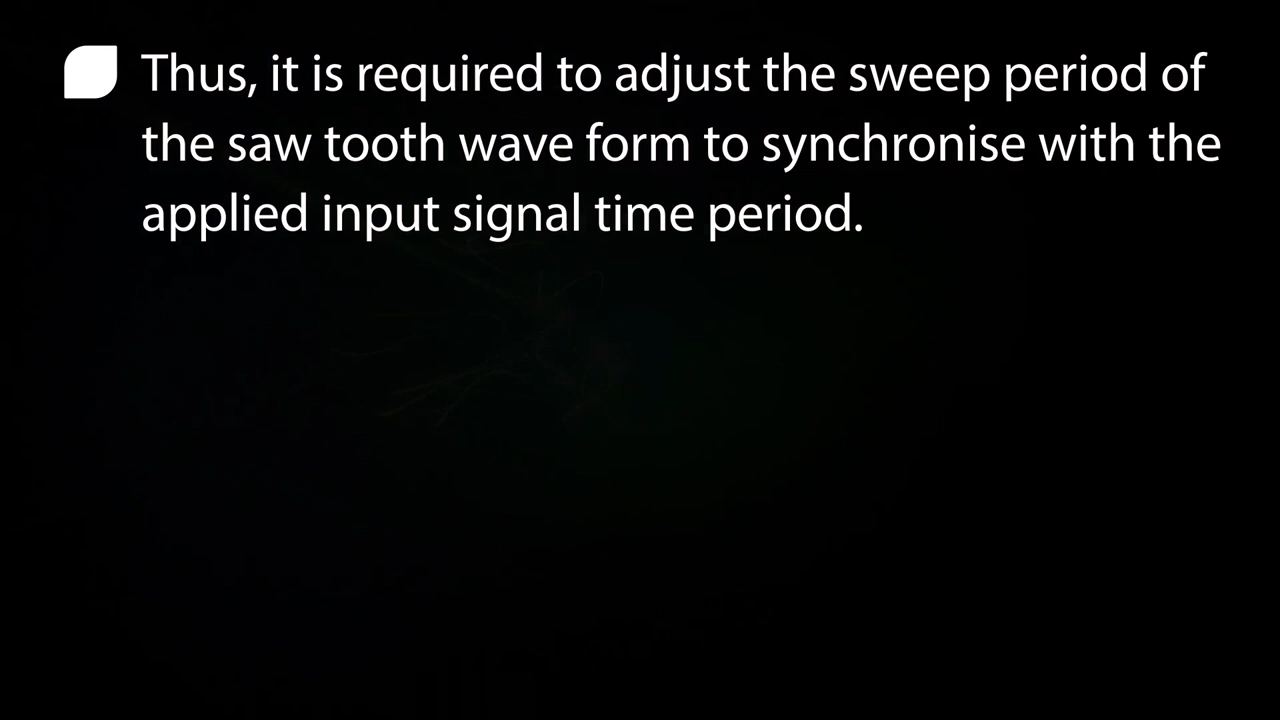 Thus, it is required to adjust the sweep period of
the saw tooth wave form to synchronise with the
applied input signal time period.